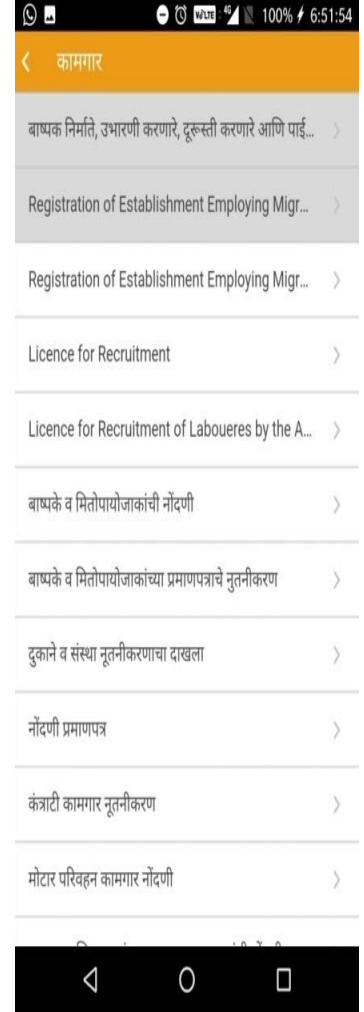 VoLTE 4G 100% 6:51:54
कामगार
बाष्पक निर्माते, उभारणी करणारे, दूरूस्ती करणारे आणि पाई...
Registration of Establishment Employing Migr...
Registration of Establishment Employing Migr...
Licence for Recruitment
Licence for Recruitment of Laboueres by the A...
बाष्पके व मितोपायोजाकांची नोंदणी
बाष्पके व मितोपायोजाकांच्या प्रमाणपत्राचे नुतनीकरण
दुकाने व संस्था नूतनीकरणाचा दाखला
नोंदणी प्रमाणपत्र
कंत्राटी कामगार नूतनीकरण
मोटार परिवहन कामगार नोंदणी